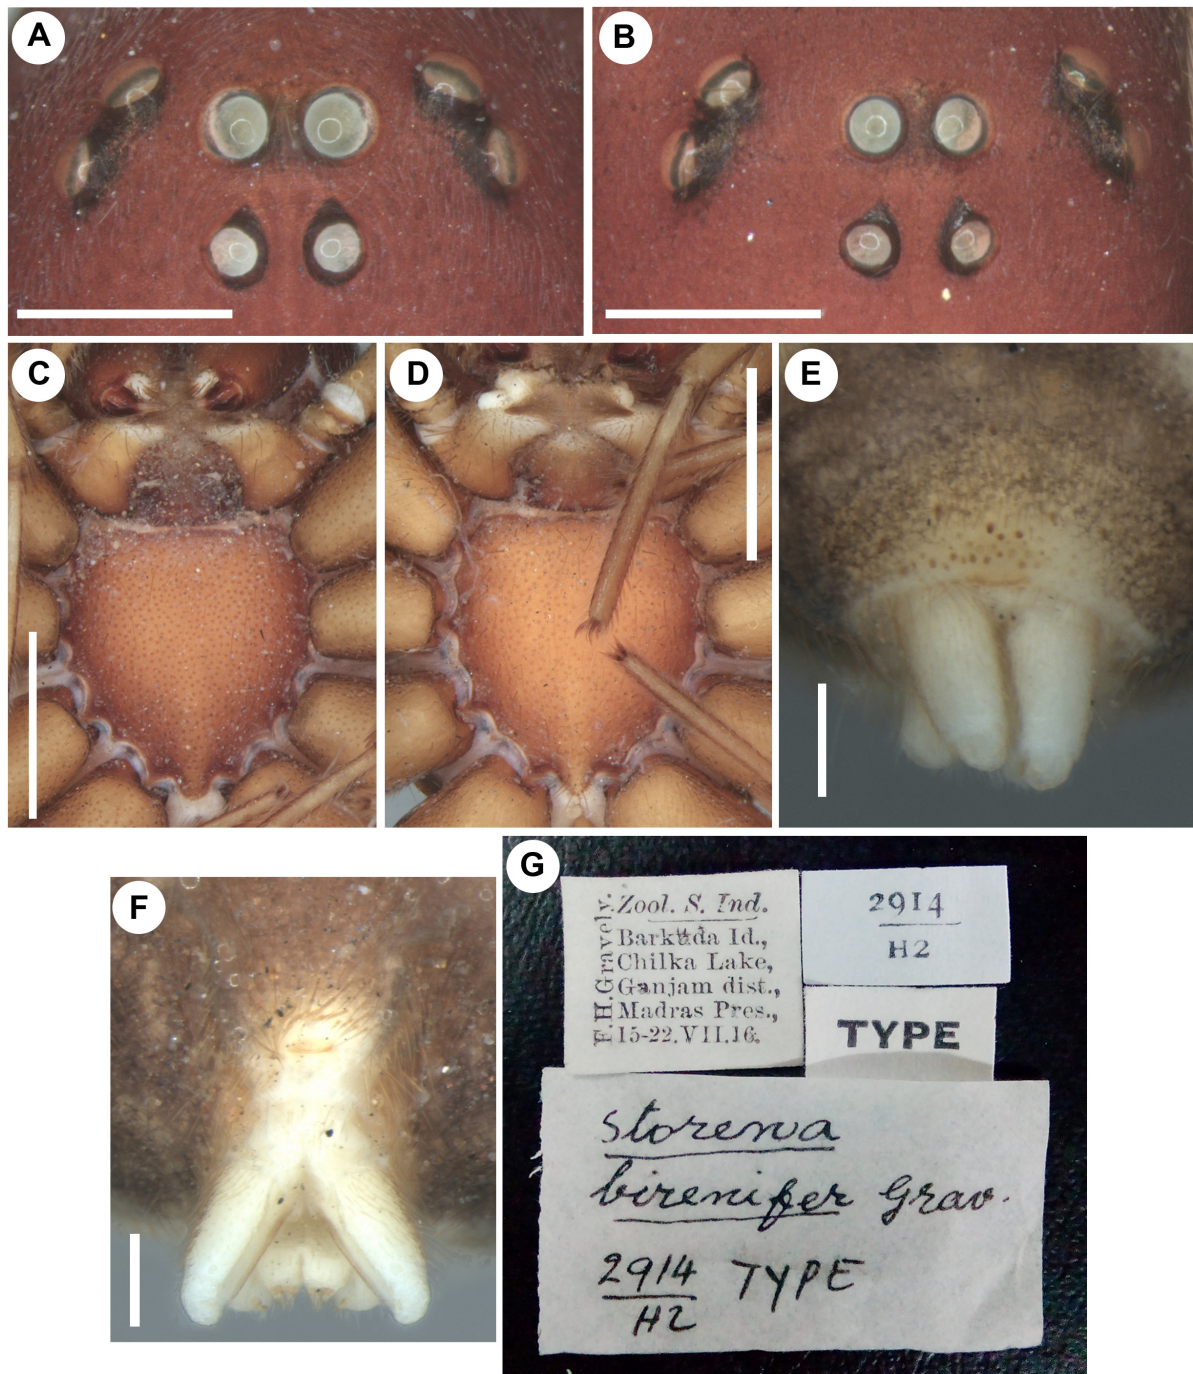 A
B
C
D
E
F
G
F. H. Gravely.
Zool. S. Ind.
Barkuda Id.,
Chilka Lake,
Ganjam dist.,
Madras Pres.,
15-22.VII.16.
2914
H2
TYPE
Storena
birenifer Grav.
2914 TYPE
H2